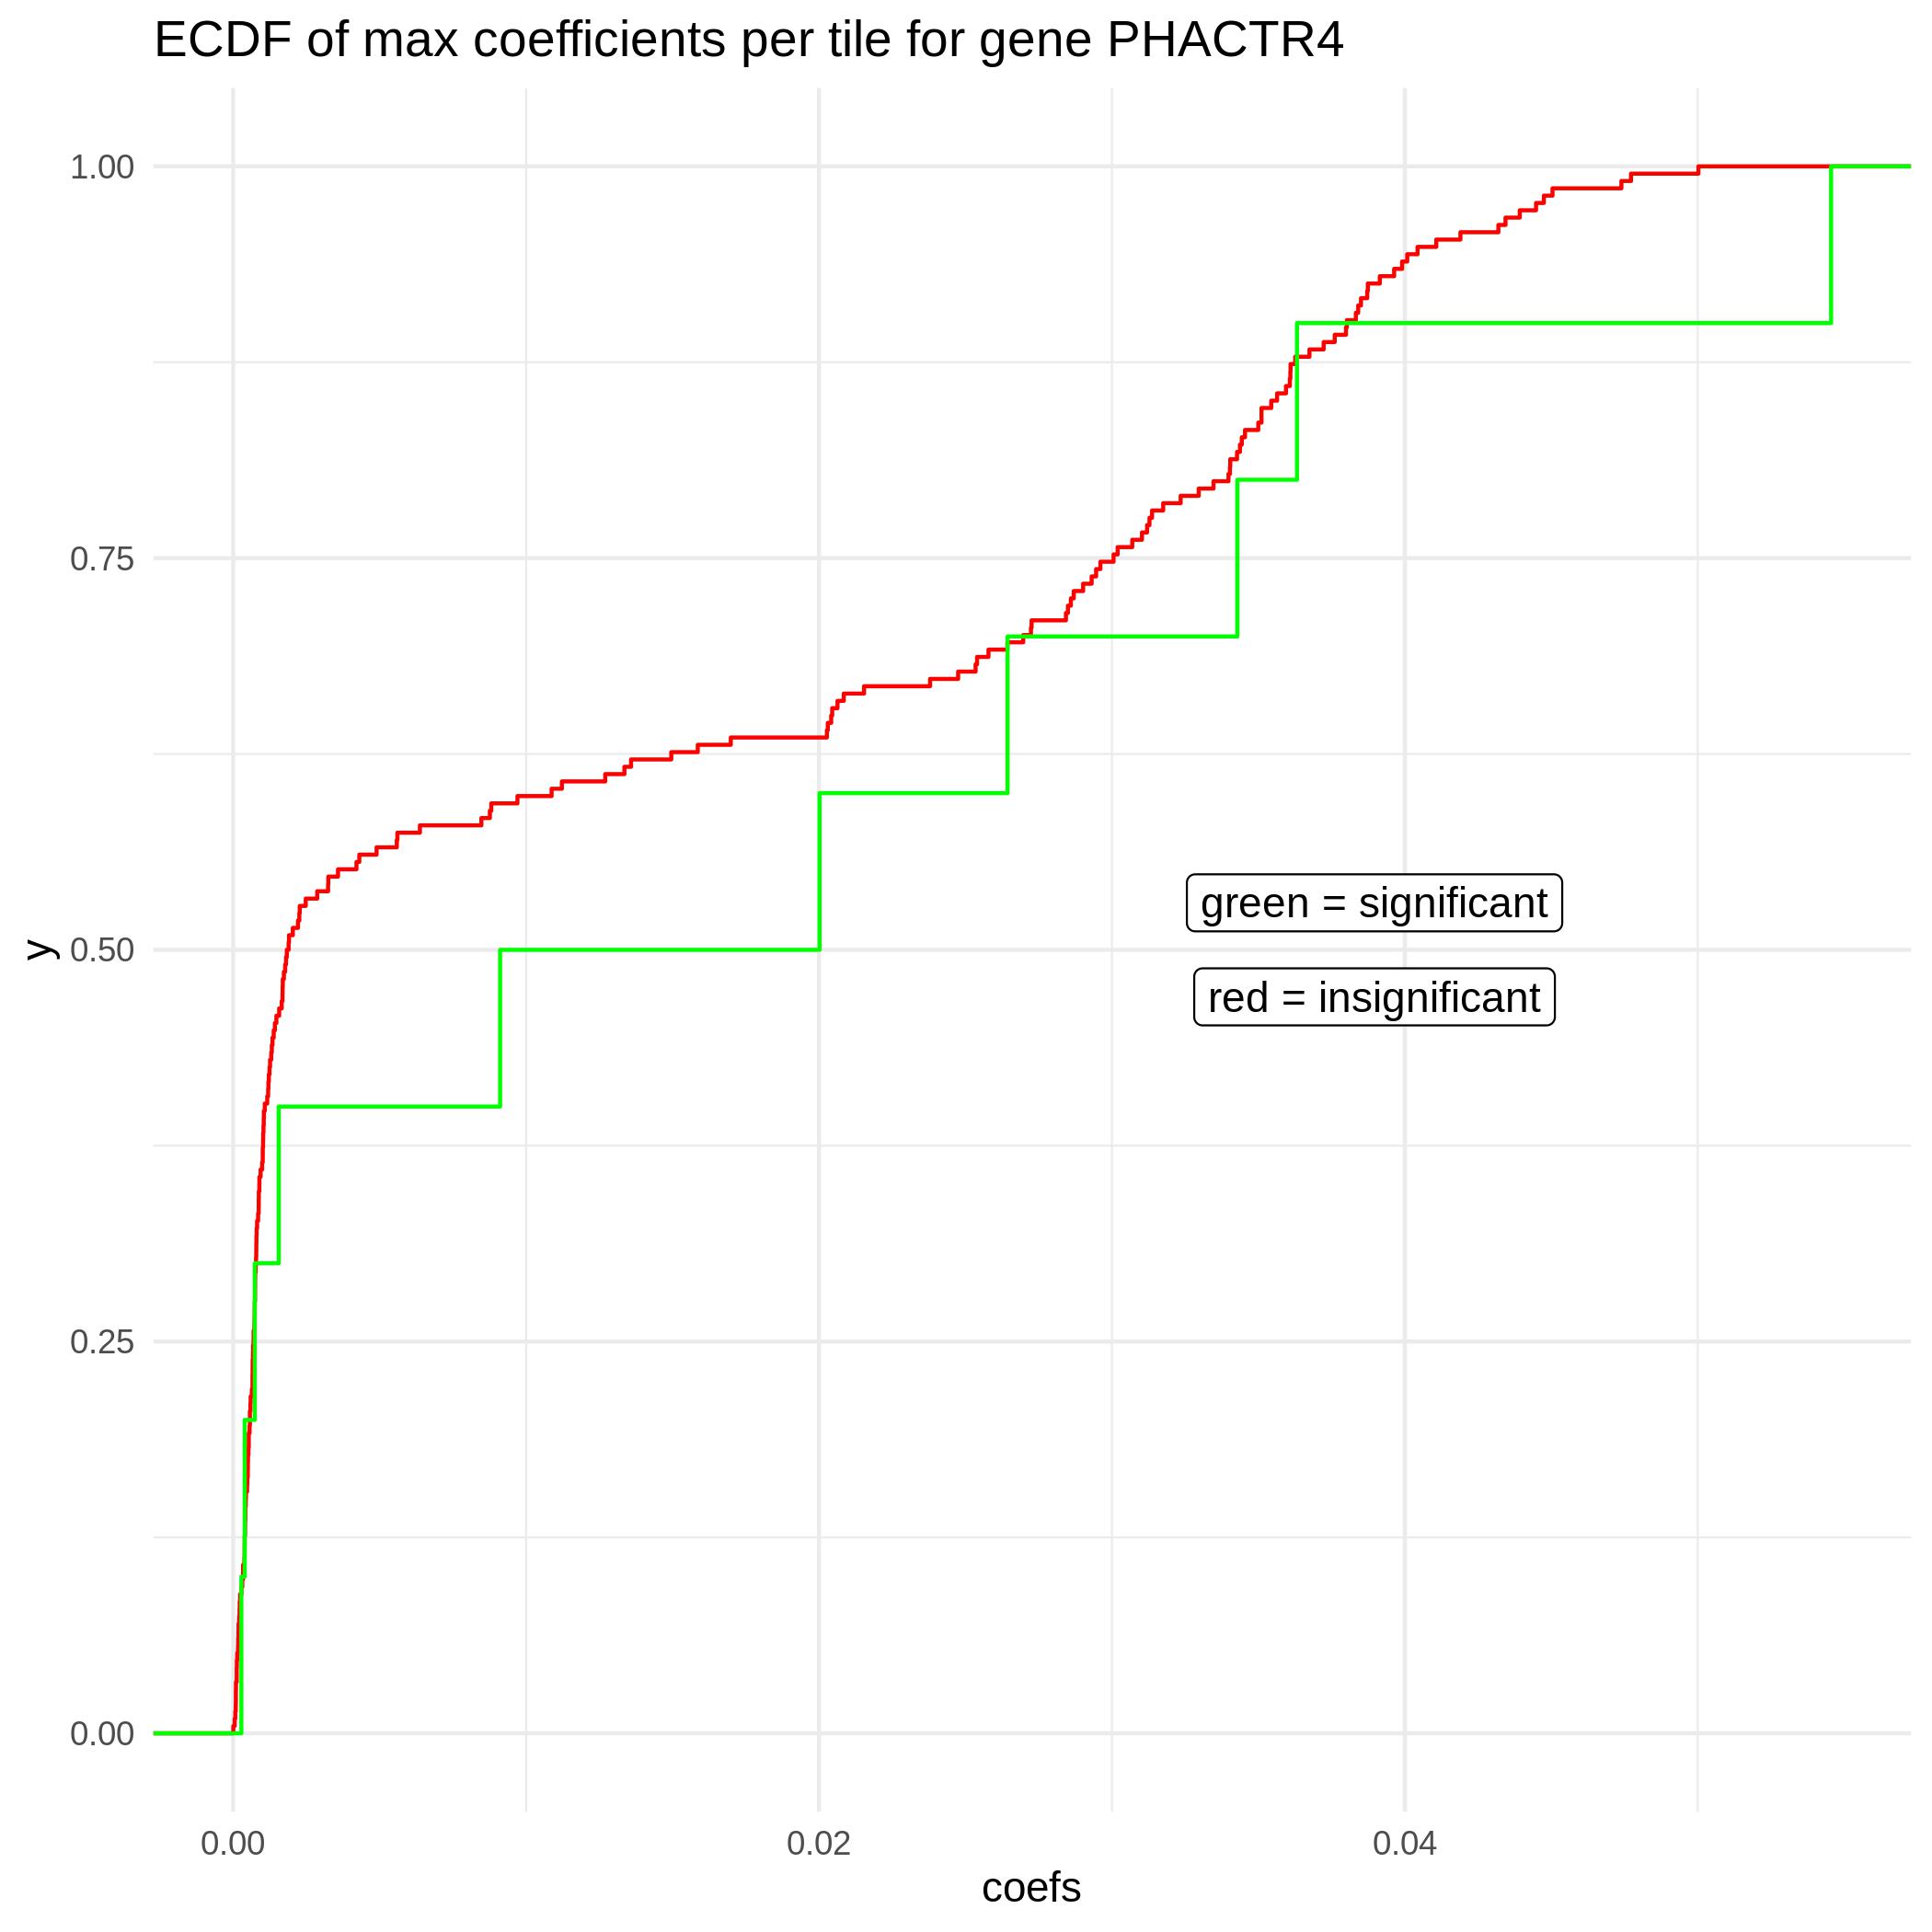 ECDF of max coefficients per tile for gene PHACTR4
1.00
0.75
0.50
0.25
0.00
y
green = significant
red = insignificant
0.00 0.02 0.04
coefs